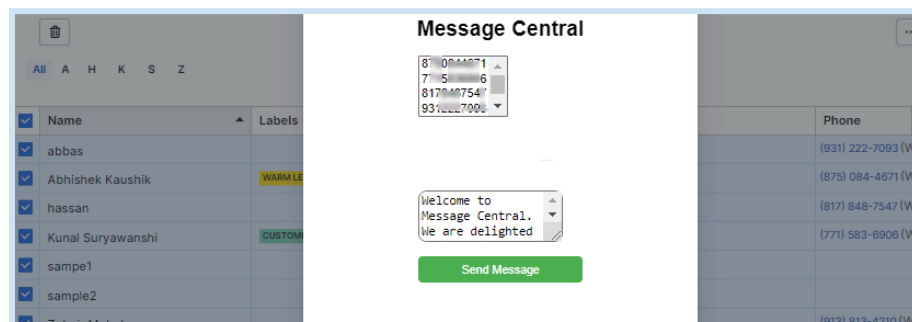 Message Central
All A H K S Z
Name Labels Phone
abbas (931) 222-7093 (W
Abhishek Kaushik WARM LE (875) 084-4671 (W
hassan (817) 848-7547 (W
Kunal Suryawanshi CUSTOM (771) 583-6906 (W
sampe1
sample2
Welcome to
Message Central.
We are delighted
Send Message